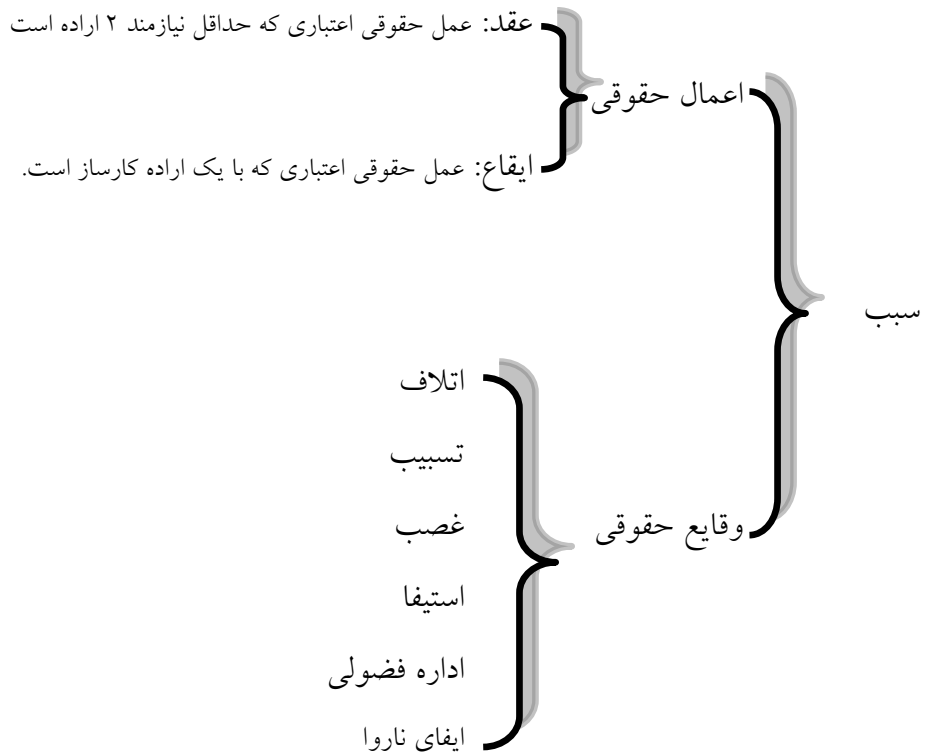 سبب
اعمال حقوقی
عقد: عمل حقوقی اعتباری که حداقل نیازمند ۲ اراده است
ایقاع: عمل حقوقی اعتباری که با یک اراده کارساز است.
وقایع حقوقی
اتلاف
تسبیب
غصب
استیفا
اداره فضولی
ایفای ناروا